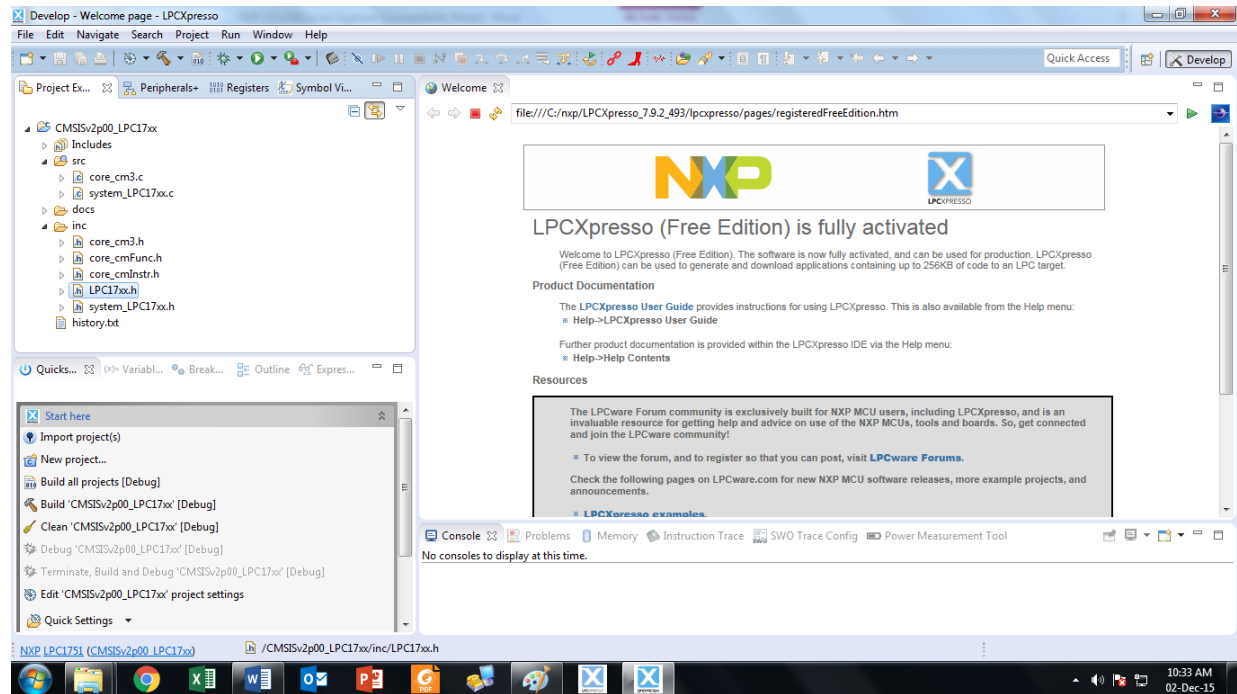 Develop - Welcome page - LPCXpresso
File Edit Navigate Search Project Run Window Help
Quick Access
Develop
Project Ex... Peripherals+ Registers Symbol Vi...
CMSISv2p00_LPC17xx
Includes
src
core_cm3.c
system_LPC17xx.c
docs
inc
core_cm3.h
core_cmFunc.h
core_cmInstr.h
LPC17xx.h
system_LPC17xx.h
history.txt
Quicks... (x)= Variabl... Break... Outline Expres...
Start here
Import project(s)
New project...
Build all projects [Debug]
Build 'CMSISv2p00_LPC17xx' [Debug]
Clean 'CMSISv2p00_LPC17xx' [Debug]
Debug 'CMSISv2p00_LPC17xx' [Debug]
Terminate, Build and Debug 'CMSISv2p00_LPC17xx' [Debug]
Edit 'CMSISv2p00_LPC17xx' project settings
Quick Settings
Welcome
file:///C:/nxp/LPCXpresso_7.9.2_493/lpcxpresso/pages/registeredFreeEdition.htm
NXP
LPCXPRESSO
LPCXpresso (Free Edition) is fully activated
Welcome to LPCXpresso (Free Edition). The software is now fully activated, and can be used for production. LPCXpresso
(Free Edition) can be used to generate and download applications containing up to 256KB of code to an LPC target.
Product Documentation
The LPCXpresso User Guide provides instructions for using LPCXpresso. This is also available from the Help menu:
Help->LPCXpresso User Guide
Further product documentation is provided within the LPCXpresso IDE via the Help menu:
Help->Help Contents
Resources
The LPCware Forum community is exclusively built for NXP MCU users, including LPCXpresso, and is an
invaluable resource for getting help and advice on use of the NXP MCUs, tools and boards. So, get connected
and join the LPCware community!
To view the forum, and to register so that you can post, visit LPCware Forums.
Check the following pages on LPCware.com for new NXP MCU software releases, more example projects, and
announcements.
LPCXpresso examples.
Console Problems Memory Instruction Trace SWO Trace Config Power Measurement Tool
No consoles to display at this time.
NXP LPC1751 (CMSISv2p00_LPC17xx)
/CMSISv2p00_LPC17xx/inc/LPC17xx.h
10:33 AM
02-Dec-15